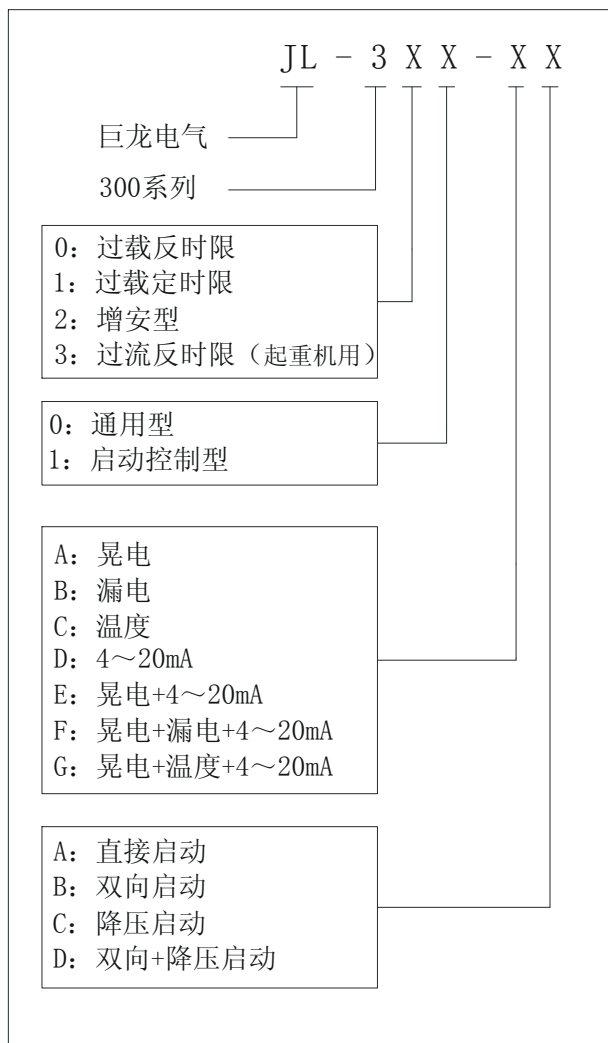 JL-3XX-XX
巨龙电气
300系列
0: 过载反时限
1: 过载定时限
2: 增安型
3: 过流反时限（起重机用）
0: 通用型
1: 启动控制型
A: 晃电
B: 漏电
C: 温度
D: 4～20mA
E: 晃电+4～20mA
F: 晃电+漏电+4～20mA
G: 晃电+温度+4～20mA
A: 直接启动
B: 双向启动
C: 降压启动
D: 双向+降压启动